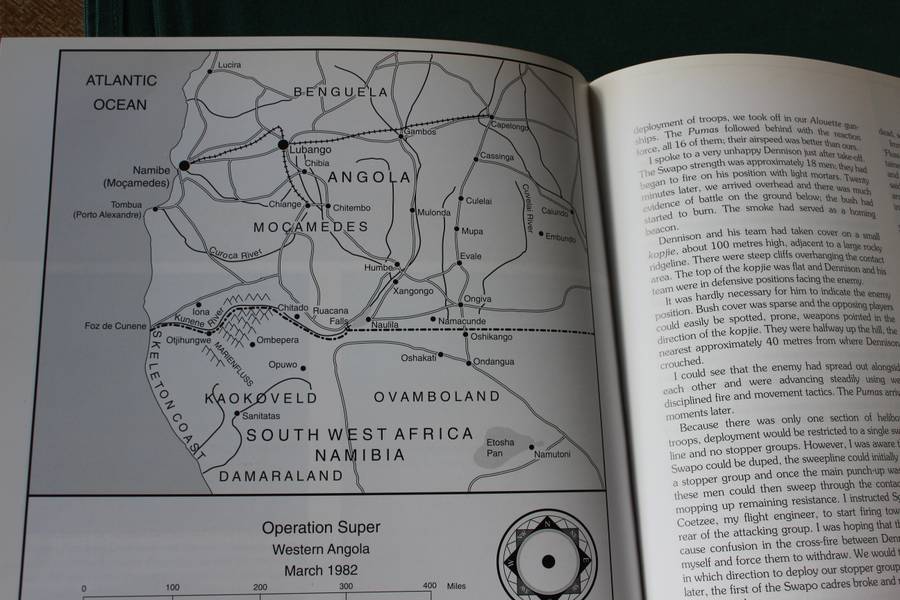 Lucira
ATLANTIC
OCEAN
BENGUELA
Gambos
Capelongo
Lubango
Chibia
Cassinga
Namibe
(Moçamedes)
ANGOLA
Tombua
(Porto Alexandre)
Chiange
Chitembo
Mulonda
Culelai
Cuvelai River
Caiundo
MOÇAMEDES
Mupa
Embundo
Curoca River
Humbe
Evale
Xangongo
Ongiva
Iona
Chitado
Ruacana
Falls
Foz de Cunene
Kunene River
Naulila
Namacunde
Otjihungwe
Ombepera
Oshikango
MARIENFLUSS
Oshakati
Ondangua
Opuwo
SKELETON COAST
KAOKOVELD
OVAMBOLAND
Sanitatas
SOUTH WEST AFRICA
NAMIBIA
Etosha
Pan
Namutoni
DAMARALAND
Operation Super
Western Angola
March 1982
0 100 200 300 400 Miles
N
W
E
deployment of troops, we took off in our Alouette gun-
ships. The Pumas followed behind with the reaction
force, all 16 of them; their airspeed was better than ours.
I spoke to a very unhappy Dennison just after take-off.
The Swapo strength was approximately 18 men; they had
began to fire on his position with light mortars. Twenty
minutes later, we arrived overhead and there was much
evidence of battle on the ground below; the bush had
started to burn. The smoke had served as a homing
beacon.
Dennison and his team had taken cover on a small
kopjie, about 100 metres high, adjacent to a large rocky
ridgeline. There were steep cliffs overhanging the contact
area. The top of the kopjie was flat and Dennison and his
team were in defensive positions facing the enemy.
It was hardly necessary for him to indicate the enemy
position. Bush cover was sparse and the opposing players
could easily be spotted, prone, weapons pointed in the
direction of the kopjie. They were halfway up the hill, the
nearest approximately 40 metres from where Dennison
crouched.
I could see that the enemy had spread out alongside
each other and were advancing steadily using
disciplined fire and movement tactics. The Pumas
moments later.
Because there was only one section of
troops, deployment would be restricted to a single
line and no stopper groups. However, I was aware
Swapo could be duped, the sweepline could initially
a stopper group and once the main punch-up was
these men could then sweep through the
mopping up remaining resistance. I instructed
Coetzee, my flight engineer, to start firing
rear of the attacking group. I was hoping that
cause confusion in the cross-fire between
myself and force them to withdraw. We would
in which direction to deploy our stopper
later, the first of the Swapo cadres broke and
dead,